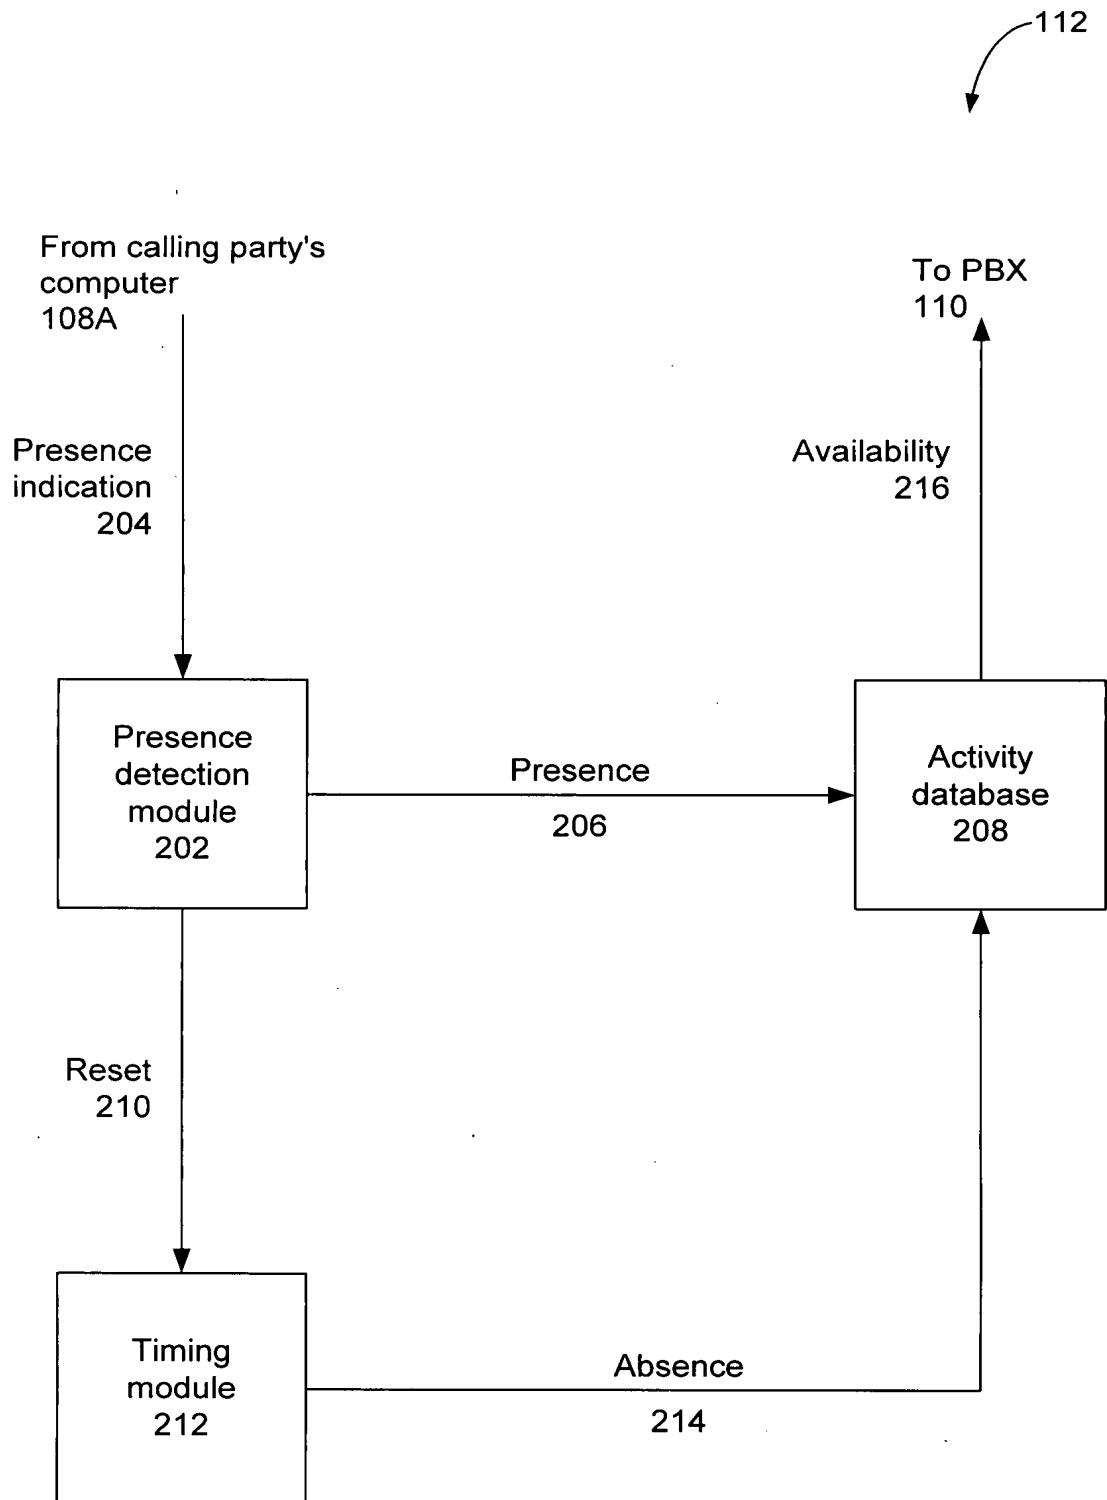 112
From calling party's
computer
108A
To PBX
110
Presence
indication
204
Availability
216
Presence
detection
module
202
Presence
206
Activity
database
208
Reset
210
Timing
module
212
Absence
214